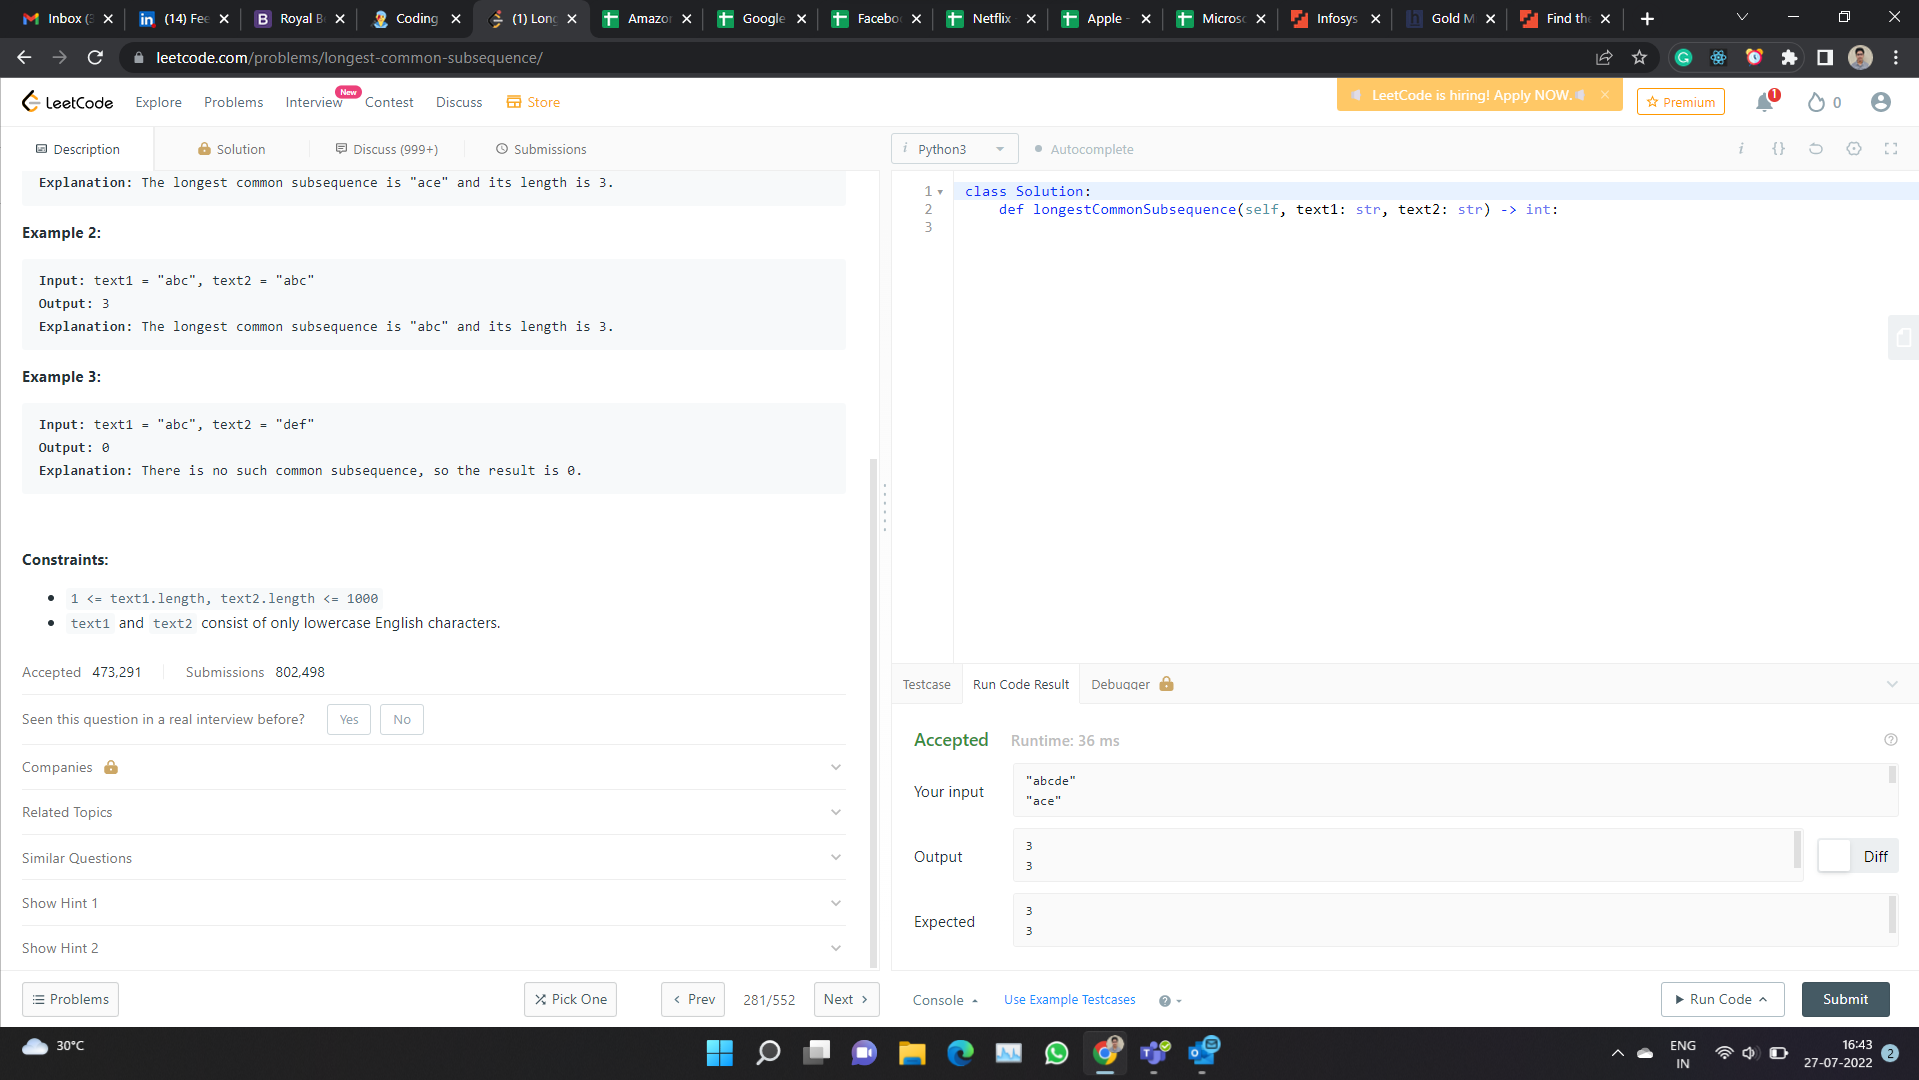 Inbox (3
(14) Fee
Royal B
Coding
(1) Long
Amazon
Google
Facebo
Netflix
Apple -
Microso
Infosys
Gold M
Find the
leetcode.com/problems/longest-common-subsequence/
LeetCode
Explore
Problems
Interview
New
Contest
Discuss
Store
LeetCode is hiring! Apply NOW.
Premium
1
0
Description
Solution
Discuss (999+)
Submissions
i Python3
Autocomplete
Explanation: The longest common subsequence is "ace" and its length is 3.
Example 2:
Input: text1 = "abc", text2 = "abc"
Output: 3
Explanation: The longest common subsequence is "abc" and its length is 3.
Example 3:
Input: text1 = "abc", text2 = "def"
Output: 0
Explanation: There is no such common subsequence, so the result is 0.
Constraints:
1 <= text1.length, text2.length <= 1000
text1 and text2 consist of only lowercase English characters.
Accepted 473,291 Submissions 802,498
Seen this question in a real interview before? Yes No
Companies
Related Topics
Similar Questions
Show Hint 1
Show Hint 2
Problems
Pick One
Prev
281/552
Next
1 class Solution:
2 def longestCommonSubsequence(self, text1: str, text2: str) -> int:
3
Testcase
Run Code Result
Debugger
Accepted Runtime: 36 ms
Your input
"abcde"
"ace"
Output
3
3
Diff
Expected
3
3
Console
Use Example Testcases
Run Code
Submit
30°C
ENG
IN
16:43
27-07-2022
2